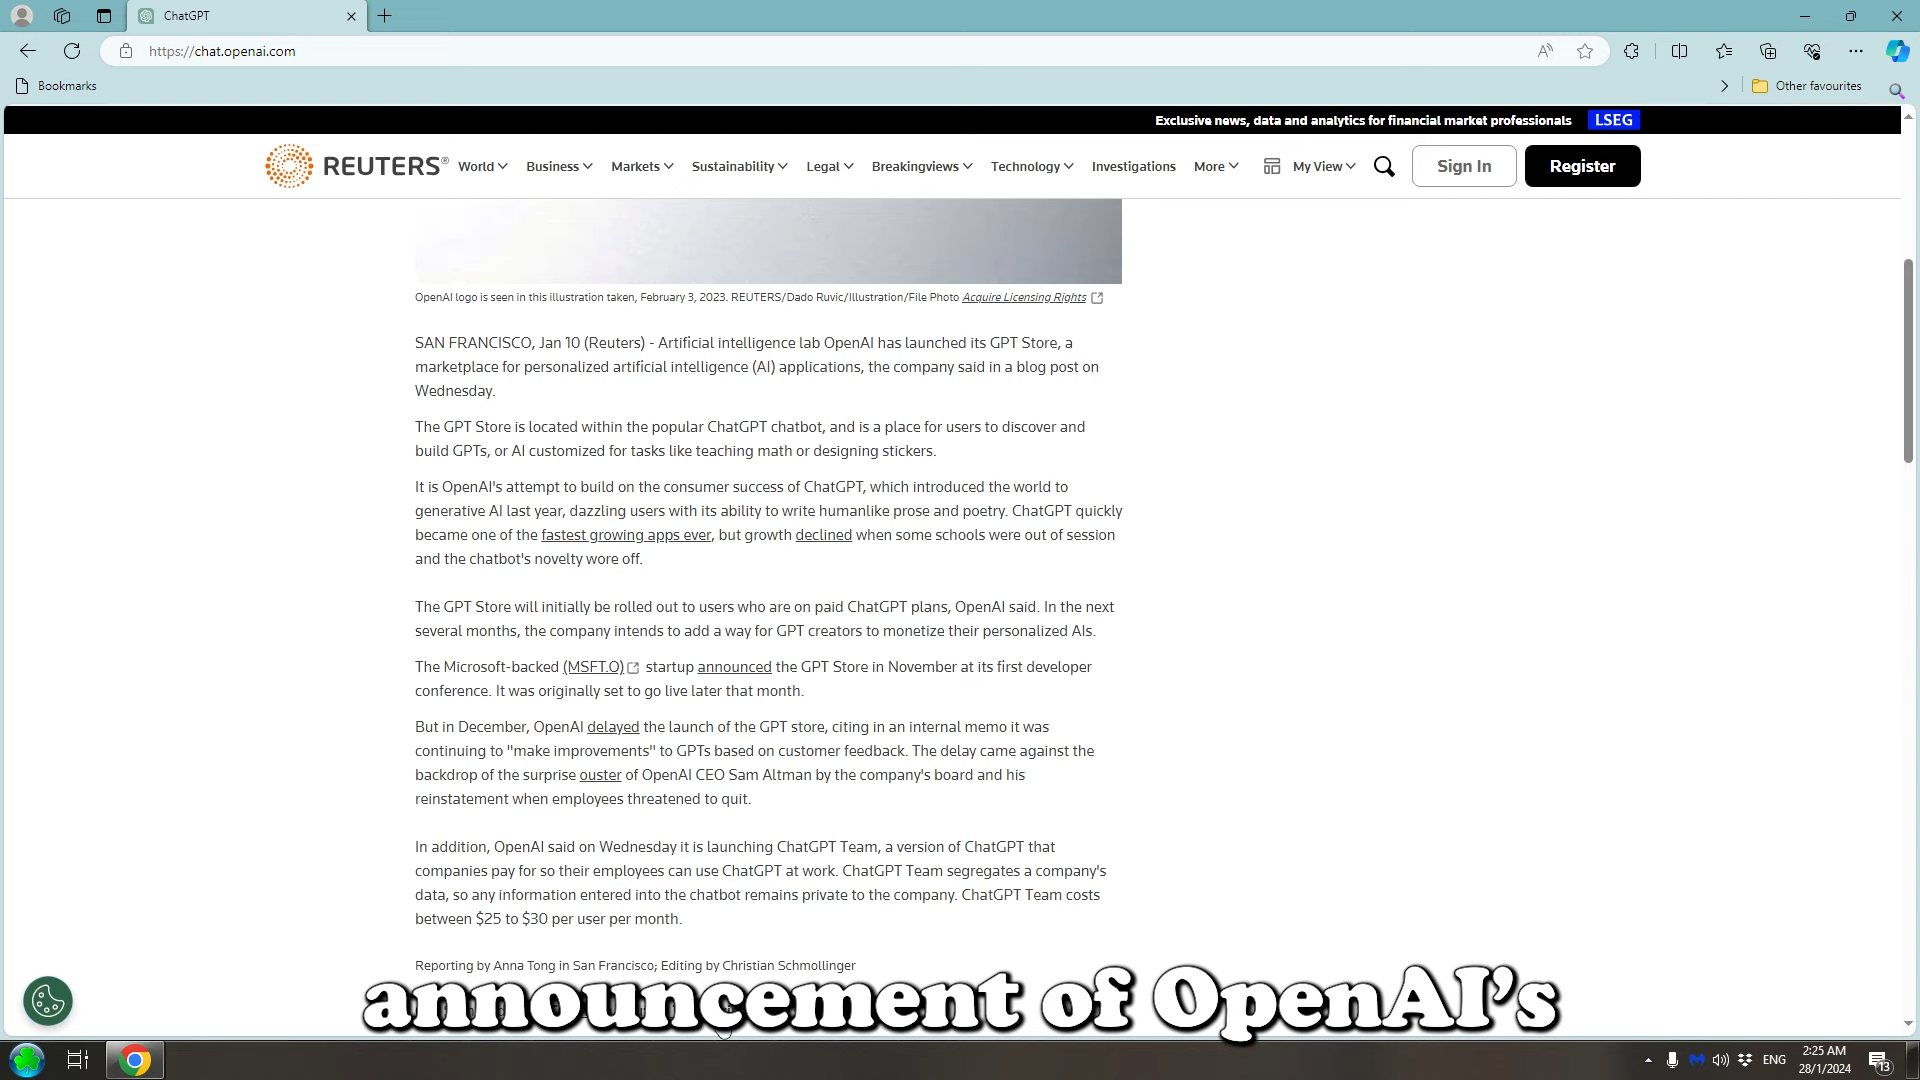 ChatGPT
https://chat.openai.com
Bookmarks
Other favourites
Exclusive news, data and analytics for financial market professionals LSEG
REUTERS® World Business Markets Sustainability Legal Breakingviews Technology Investigations More My View Sign In Register
OpenAI logo is seen in this illustration taken, February 3, 2023. REUTERS/Dado Ruvic/Illustration/File Photo Acquire Licensing Rights
SAN FRANCISCO, Jan 10 (Reuters) - Artificial intelligence lab OpenAI has launched its GPT Store, a
marketplace for personalized artificial intelligence (AI) applications, the company said in a blog post on
Wednesday.
The GPT Store is located within the popular ChatGPT chatbot, and is a place for users to discover and
build GPTs, or AI customized for tasks like teaching math or designing stickers.
It is OpenAI's attempt to build on the consumer success of ChatGPT, which introduced the world to
generative AI last year, dazzling users with its ability to write humanlike prose and poetry. ChatGPT quickly
became one of the fastest growing apps ever, but growth declined when some schools were out of session
and the chatbot's novelty wore off.
The GPT Store will initially be rolled out to users who are on paid ChatGPT plans, OpenAI said. In the next
several months, the company intends to add a way for GPT creators to monetize their personalized AIs.
The Microsoft-backed (MSFT.O) startup announced the GPT Store in November at its first developer
conference. It was originally set to go live later that month.
But in December, OpenAI delayed the launch of the GPT store, citing in an internal memo it was
continuing to "make improvements" to GPTs based on customer feedback. The delay came against the
backdrop of the surprise ouster of OpenAI CEO Sam Altman by the company's board and his
reinstatement when employees threatened to quit.
In addition, OpenAI said on Wednesday it is launching ChatGPT Team, a version of ChatGPT that
companies pay for so their employees can use ChatGPT at work. ChatGPT Team segregates a company's
data, so any information entered into the chatbot remains private to the company. ChatGPT Team costs
between $25 to $30 per user per month.
Reporting by Anna Tong in San Francisco; Editing by Christian Schmollinger
announcement of OpenAI’s
ENG
2:25 AM
28/1/2024
13